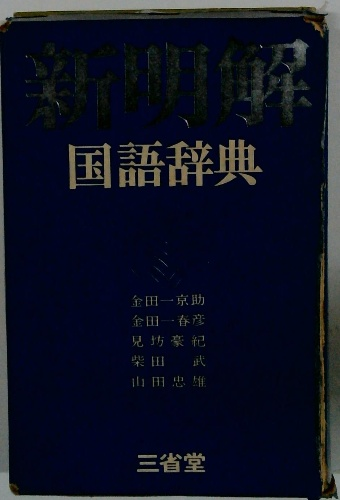 新明解
国語辞典
金田一京助
金田一春彦
見坊豪紀
柴田 武
山田忠雄
三省堂